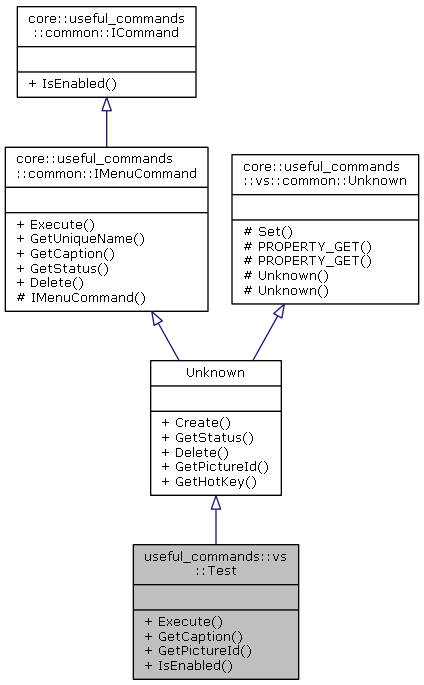 core::useful_commands
::common::ICommand
+ IsEnabled()
core::useful_commands
::common::IMenuCommand
+ Execute()
+ GetUniqueName()
+ GetCaption()
+ GetStatus()
+ Delete()
# IMenuCommand()
core::useful_commands
::vs::common::Unknown
# Set()
# PROPERTY_GET()
# PROPERTY_GET()
# Unknown()
# Unknown()
Unknown
+ Create()
+ GetStatus()
+ Delete()
+ GetPictureId()
+ GetHotKey()
useful_commands::vs
::Test
+ Execute()
+ GetCaption()
+ GetPictureId()
+ IsEnabled()